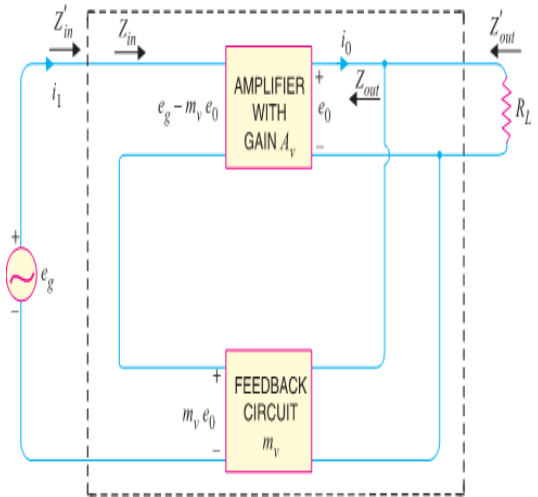 Z'in
Zin
i0
Z'out
i1
eg – mv e0
AMPLIFIER
WITH
GAIN Av
+
Zout
e0
–
RL
+
eg
–
+
mv e0
–
FEEDBACK
CIRCUIT
mv